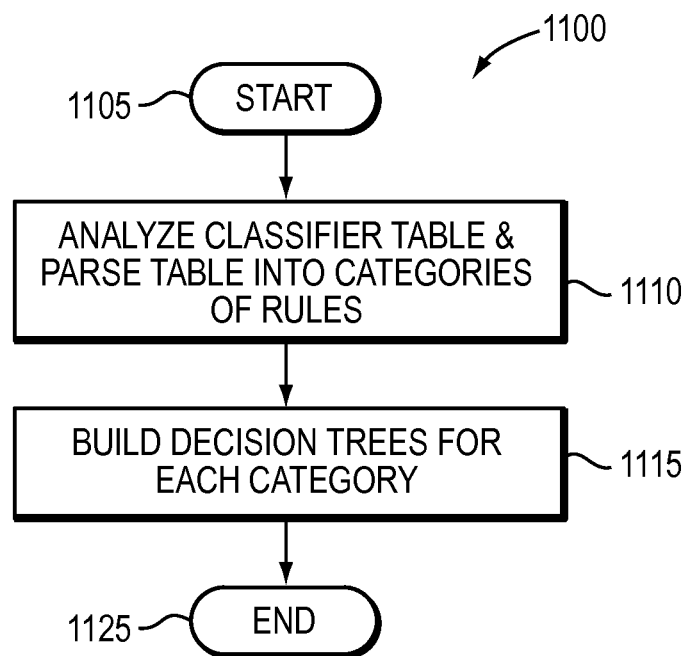 1100
1105
START
ANALYZE CLASSIFIER TABLE &
PARSE TABLE INTO CATEGORIES
OF RULES
1110
BUILD DECISION TREES FOR
EACH CATEGORY
1115
1125
END